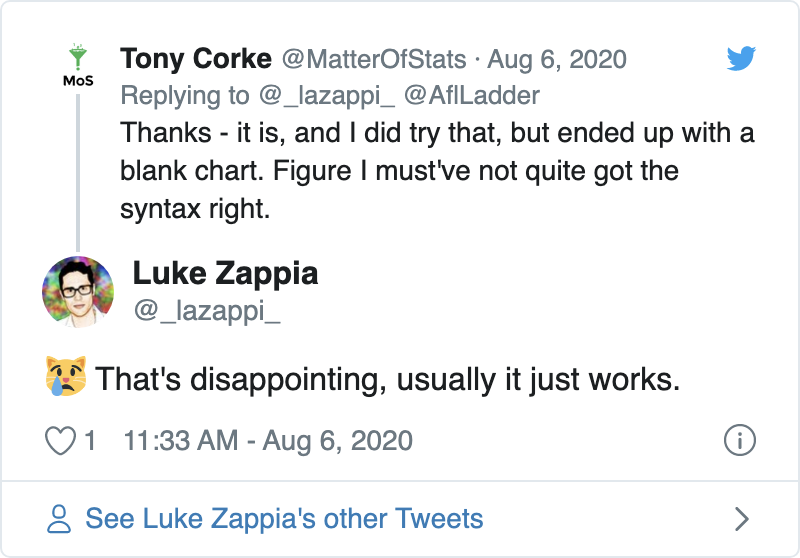 MoS
Tony Corke @MatterOfStats · Aug 6, 2020
Replying to @_lazappi_ @AflLadder
Thanks - it is, and I did try that, but ended up with a
blank chart. Figure I must've not quite got the
syntax right.
Luke Zappia
@_lazappi_
😿 That's disappointing, usually it just works.
1 11:33 AM - Aug 6, 2020
See Luke Zappia's other Tweets